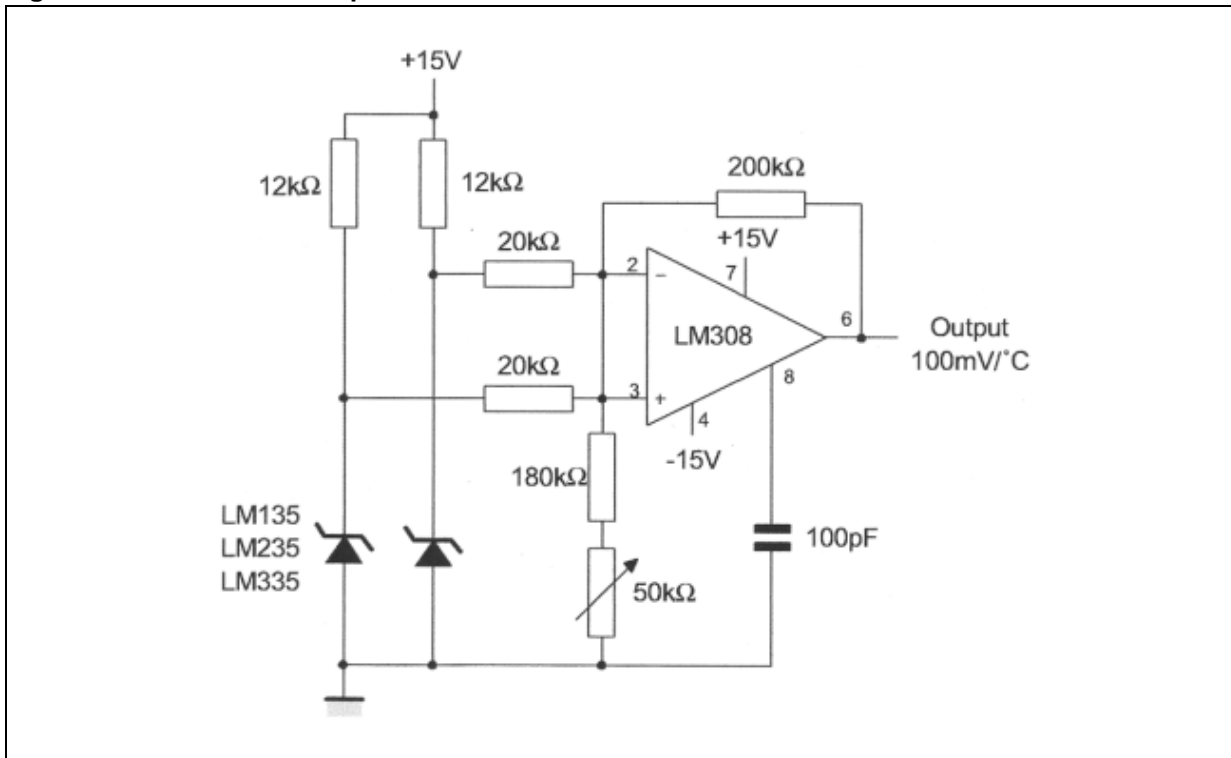 +15V
12kΩ
12kΩ
200kΩ
20kΩ
+15V
2
−
7
LM308
6
Output
100mV/°C
20kΩ
3
+
8
4
-15V
180kΩ
LM135
LM235
LM335
100pF
50kΩ